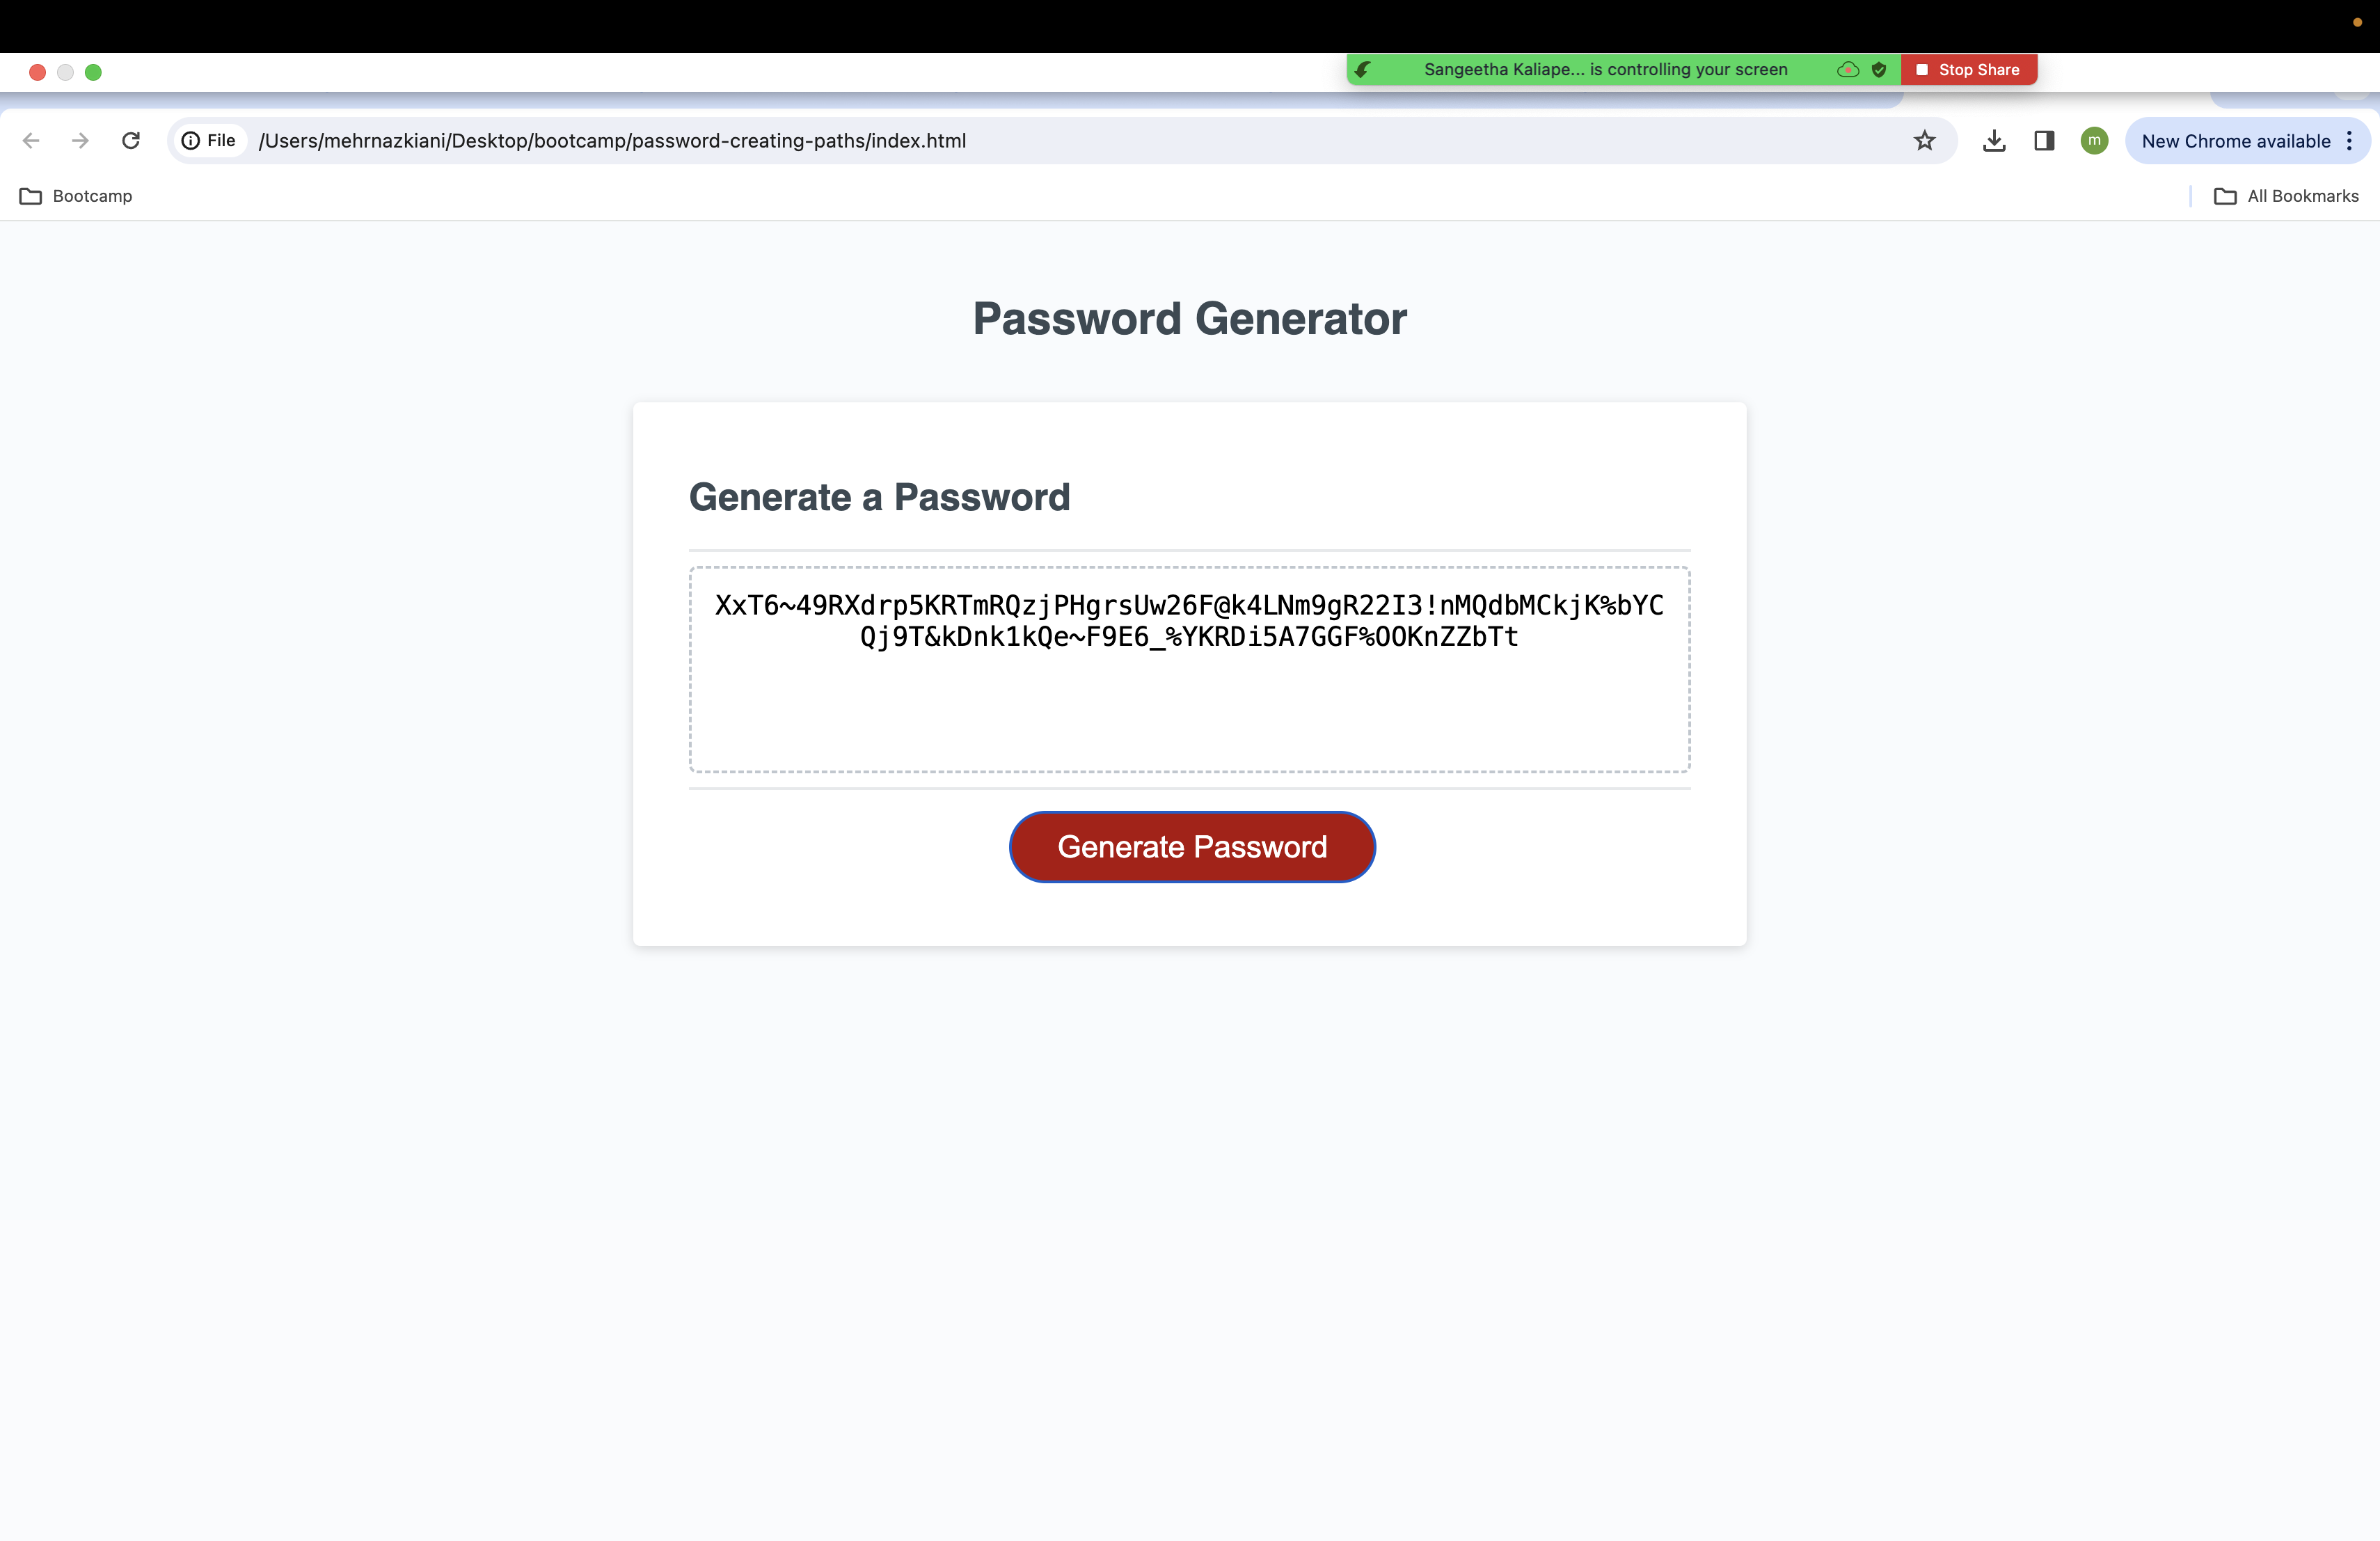 Sangeetha Kaliape... is controlling your screen
Stop Share
File
/Users/mehrnazkiani/Desktop/bootcamp/password-creating-paths/index.html
m
New Chrome available
Bootcamp
All Bookmarks
Password Generator
Generate a Password
XxT6~49RXdrp5KRTmRQzjPHgrsUw26F@k4LNm9gR22I3!nMQdbMCkjK%bYC
Qj9T&kDnk1kQe~F9E6_%YKRDi5A7GGF%OOKnZZbTt
Generate Password